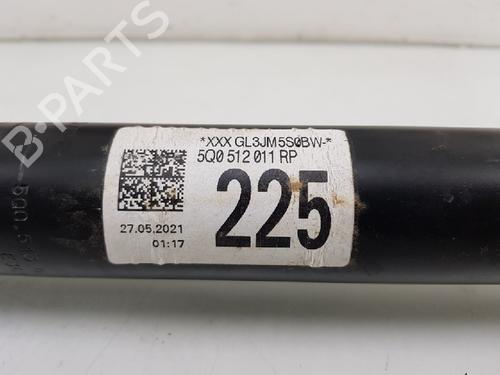 *XXX GL3JM5S0BW-*
5Q0 512 011 RP
225
27.05.2021
01:17
B-PARTS